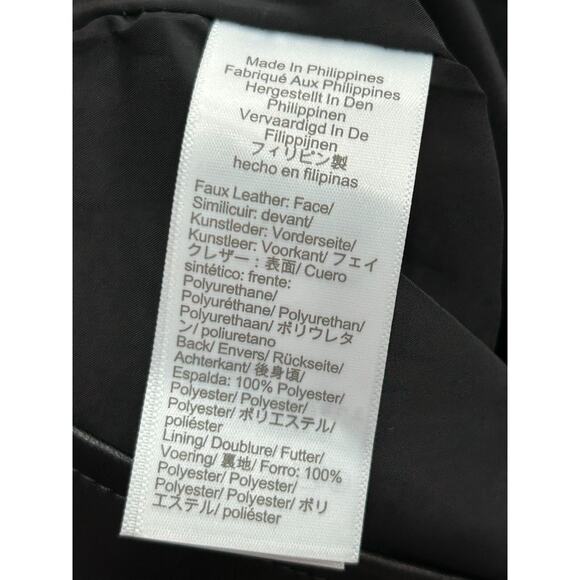 Made In Philippines
Fabriqué Aux Philippines
Hergestellt In Den
Philippinen
Vervaardigd In De
Filippijnen
フィリピン製
hecho en filipinas
Faux Leather: Face/
Similicuir: devant/
Kunstleder: Vorderseite/
Kunstleer: Voorkant/ フェイ
クレザー：表面/ Cuero
sintético: frente:
Polyurethane/
Polyuréthane/ Polyurethan/
Polyurethaan/ ポリウレタ
ン/ poliuretano
Back/ Envers/ Rückseite/
Achterkant/ 後身頃/
Espalda: 100% Polyester/
Polyester/ Polyester/
Polyester/ ポリエステル/
poliéster
Lining/ Doublure/ Futter/
Voering/ 裏地/ Forro: 100%
Polyester/ Polyester/
Polyester/ Polyester/ ポリ
エステル/ poliéster